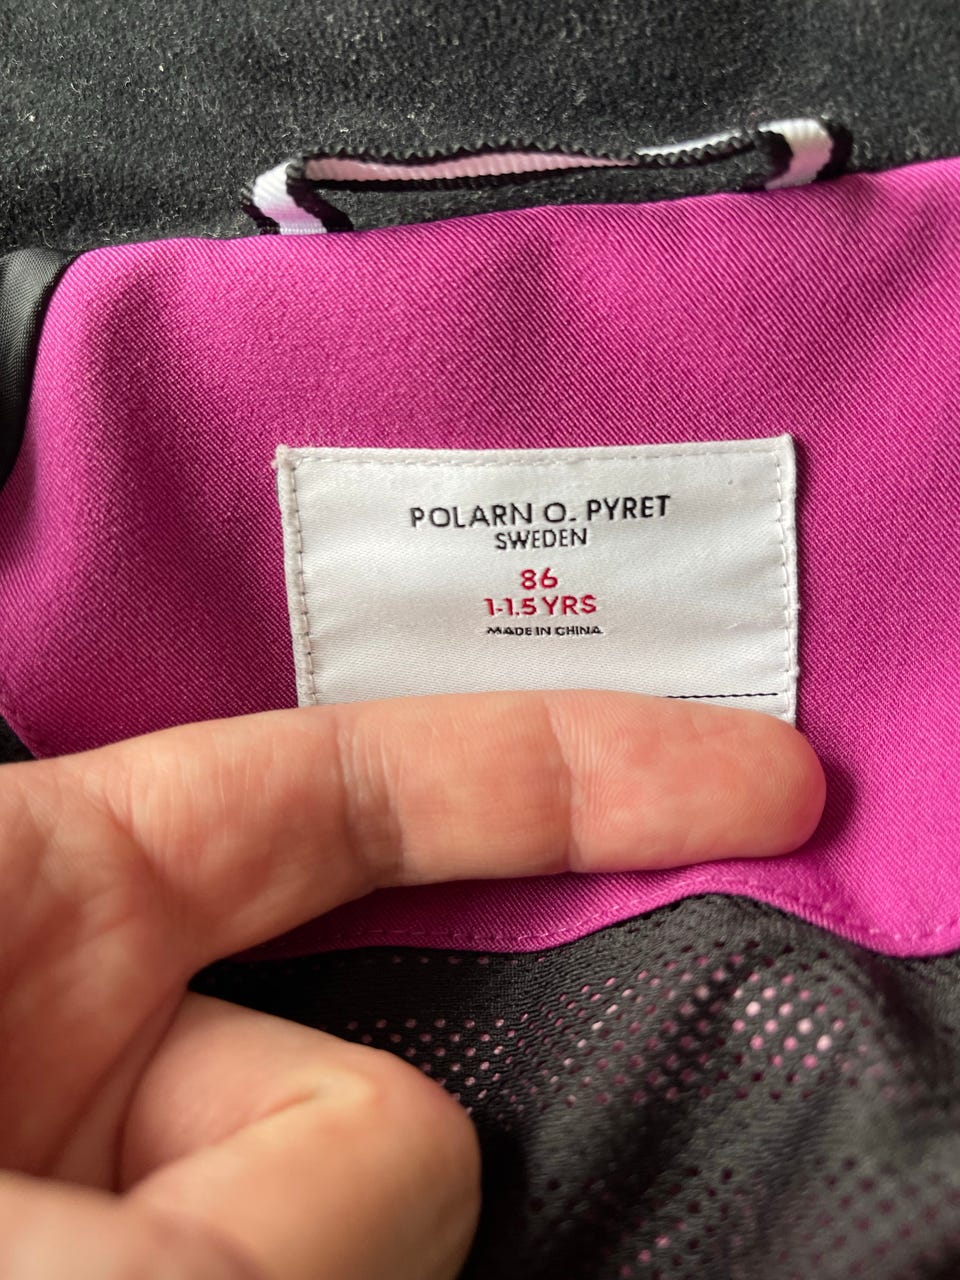 POLARN O. PYRET
SWEDEN
86
1-1.5 YRS
MADE IN CHINA